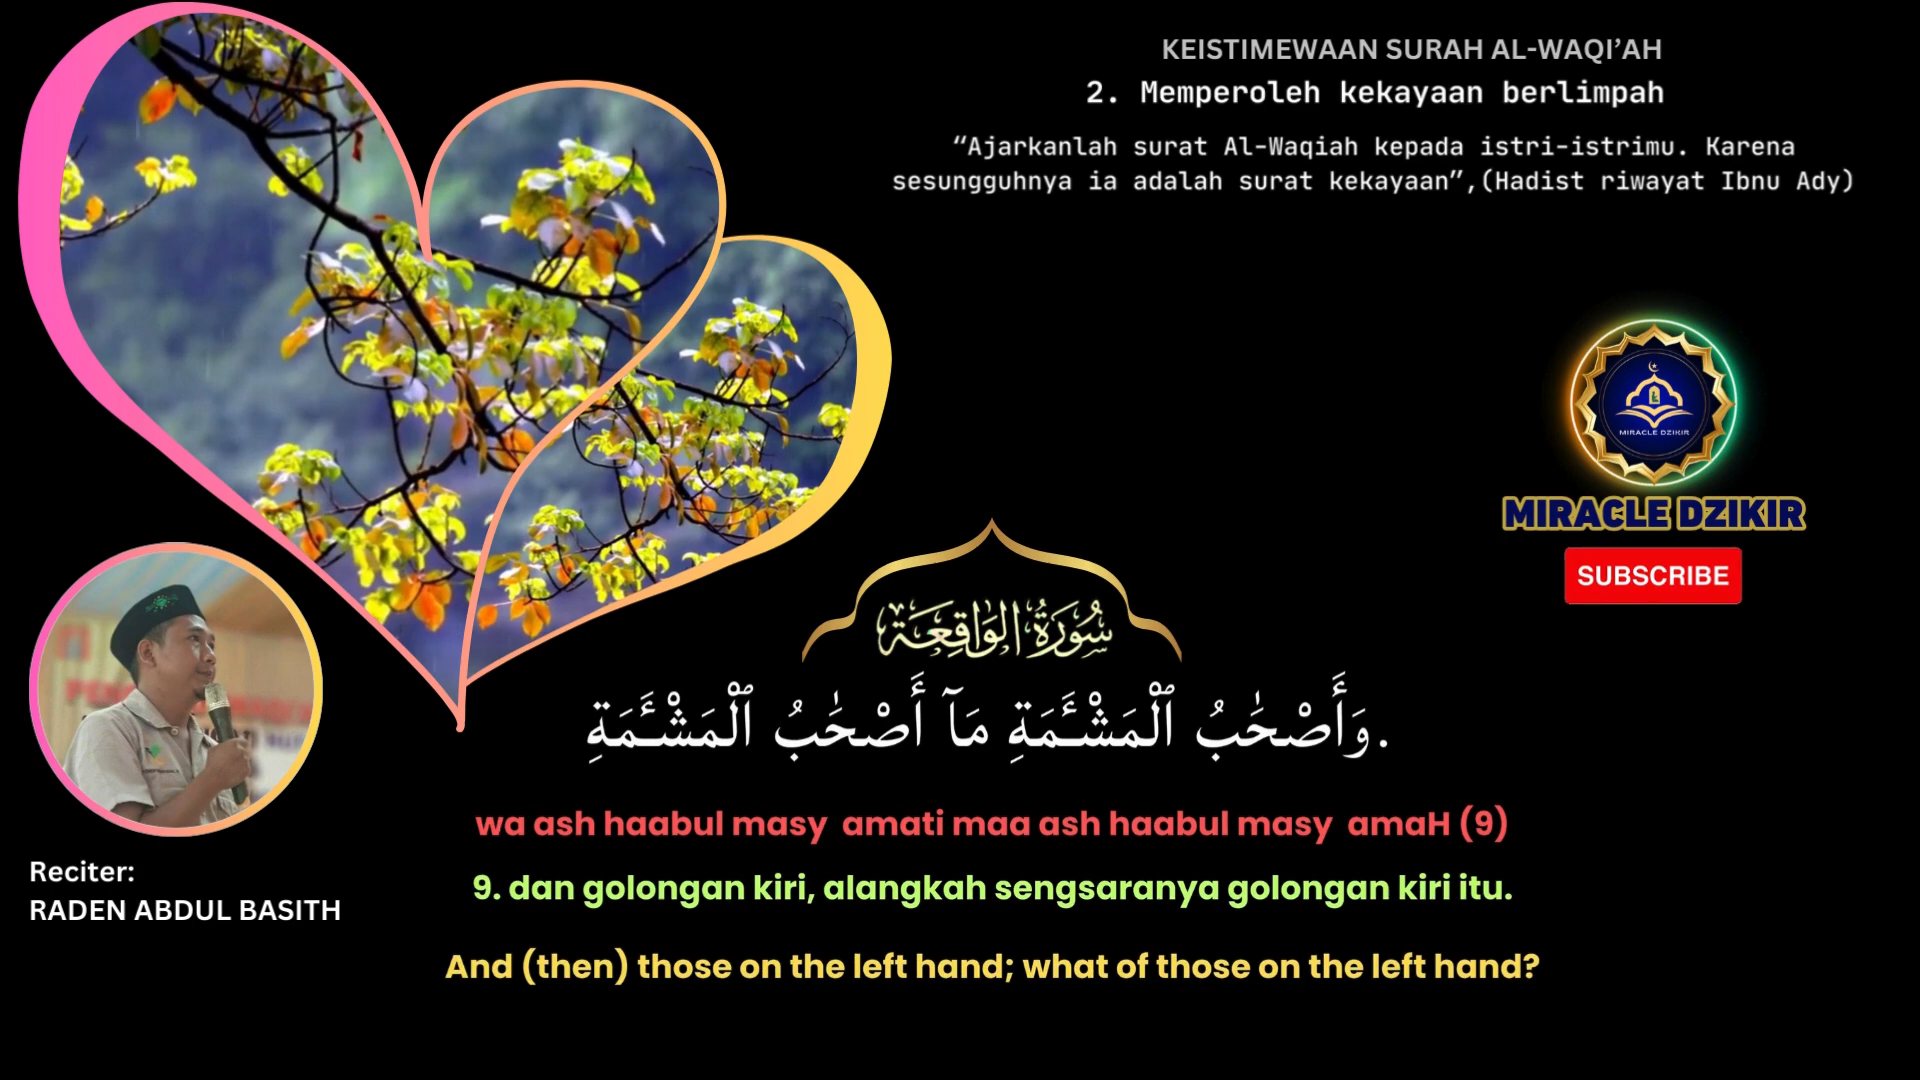 KEISTIMEWAAN SURAH AL-WAQI’AH
2. Memperoleh kekayaan berlimpah
“Ajarkanlah surat Al-Waqiah kepada istri-istrimu. Karena
sesungguhnya ia adalah surat kekayaan”,(Hadist riwayat Ibnu Ady)
MIRACLE DZIKIR
MIRACLE DZIKIR
SUBSCRIBE
سُورَةُ الوَاقِعَة
وَأَصْحَٰبُ ٱلْمَشْـَٔمَةِ مَآ أَصْحَٰبُ ٱلْمَشْـَٔمَةِ.
wa ash haabul masy  amati maa ash haabul masy  amaH (9)
9. dan golongan kiri, alangkah sengsaranya golongan kiri itu.
And (then) those on the left hand; what of those on the left hand?
Reciter:
RADEN ABDUL BASITH